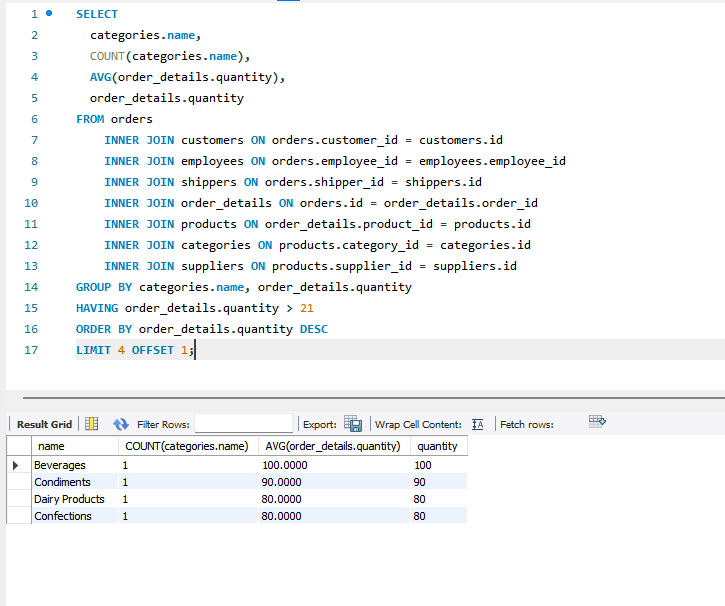 1 SELECT
2 categories.name,
3 COUNT(categories.name),
4 AVG(order_details.quantity),
5 order_details.quantity
6 FROM orders
7 INNER JOIN customers ON orders.customer_id = customers.id
8 INNER JOIN employees ON orders.employee_id = employees.employee_id
9 INNER JOIN shippers ON orders.shipper_id = shippers.id
10 INNER JOIN order_details ON orders.id = order_details.order_id
11 INNER JOIN products ON order_details.product_id = products.id
12 INNER JOIN categories ON products.category_id = categories.id
13 INNER JOIN suppliers ON products.supplier_id = suppliers.id
14 GROUP BY categories.name, order_details.quantity
15 HAVING order_details.quantity > 21
16 ORDER BY order_details.quantity DESC
17 LIMIT 4 OFFSET 1;
Result Grid Filter Rows: Export: Wrap Cell Content: IA Fetch rows:
name COUNT(categories.name) AVG(order_details.quantity) quantity
Beverages 1 100.0000 100
Condiments 1 90.0000 90
Dairy Products 1 80.0000 80
Confections 1 80.0000 80